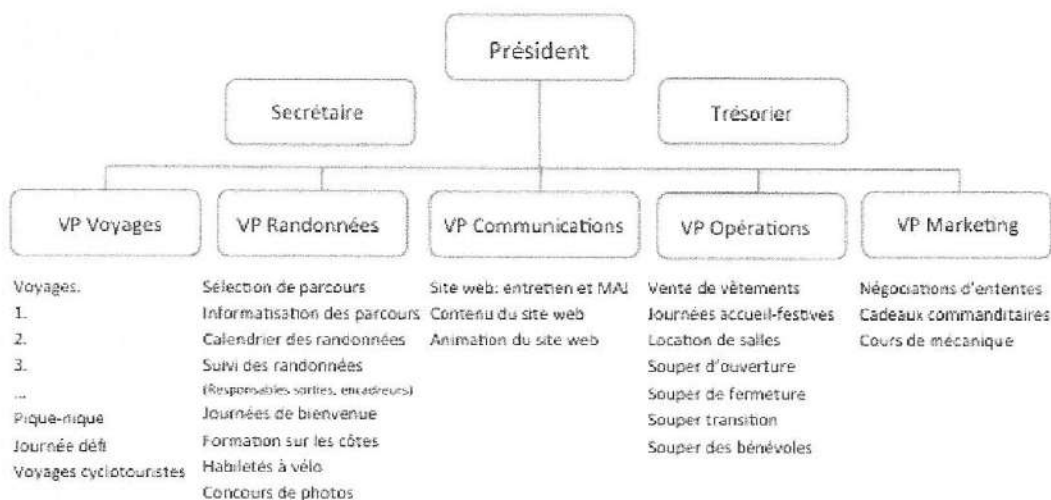 Président
Secrétaire
Trésorier
VP Voyages
VP Randonnées
VP Communications
VP Opérations
VP Marketing
Voyages.
1.
2.
3.
...
Pique-nique
Journée défi
Voyages cyclotouristes
Sélection de parcours
Informatisation des parcours
Calendrier des randonnées
Suivi des randonnées
(Responsables sorties, encadreurs)
Journées de bienvenue
Formation sur les côtes
Habiletés à vélo
Concours de photos
Site web: entretien et MAJ
Contenu du site web
Animation du site web
Vente de vêtements
Journées accueil-festives
Location de salles
Souper d'ouverture
Souper de fermeture
Souper transition
Souper des bénévoles
Négociations d'ententes
Cadeaux commanditaires
Cours de mécanique